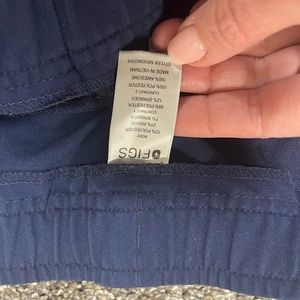 FIGS
BODY
72% POLYESTER
21% RAYON
7% SPANDEX
CONTRAST 1
88% POLYESTER
12% SPANDEX
CONTRAST 2
100% POLYESTER
100% AWESOME
MADE IN VIETNAM